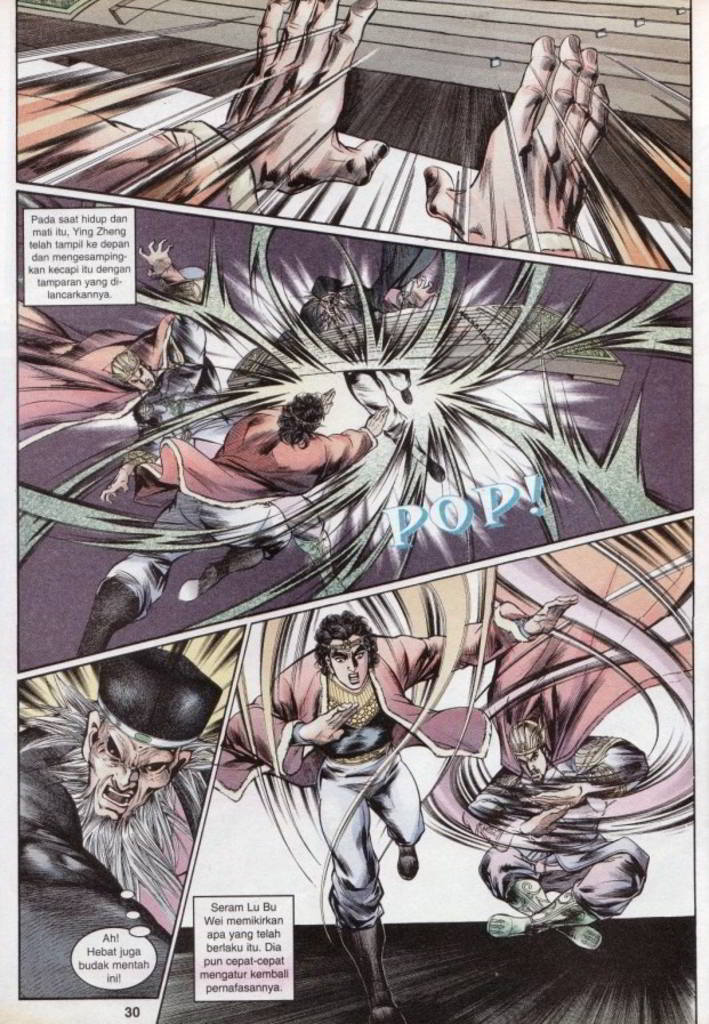 Pada saat hidup dan
mati itu, Ying Zheng
telah tampil ke depan
dan mengesamping-
kan kecapi itu dengan
tamparan yang di-
lancarkannya.
POP!
Ah!
Hebat juga
budak mentah
ini!
Seram Lu Bu
Wei memikirkan
apa yang telah
berlaku itu. Dia
pun cepat-cepat
mengatur kembali
pernafasannya.
30